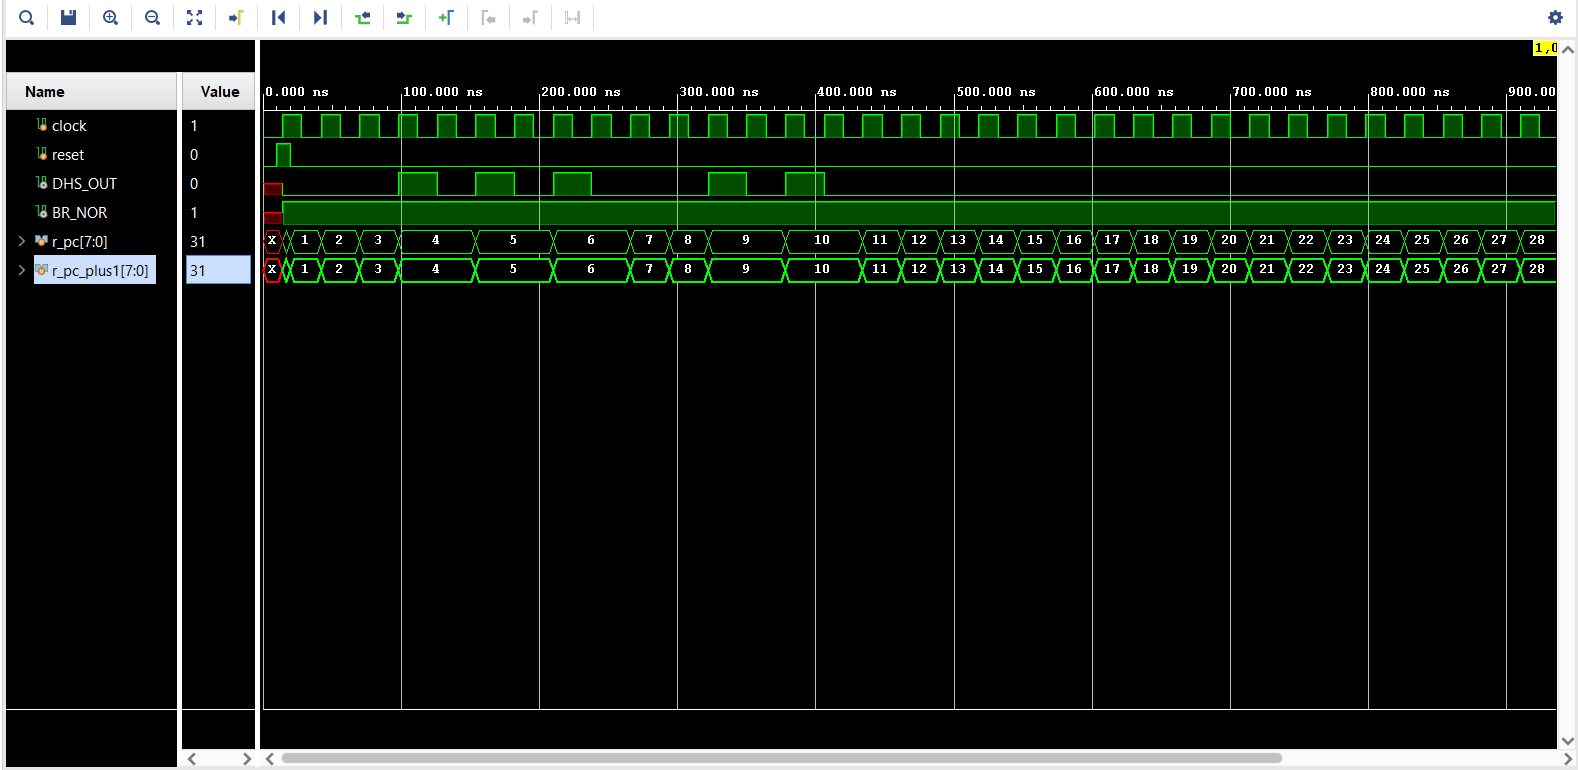 1,0
Name Value
0.000 ns 100.000 ns 200.000 ns 300.000 ns 400.000 ns 500.000 ns 600.000 ns 700.000 ns 800.000 ns 900.00
clock 1
reset 0
DHS_OUT 0
BR_NOR 1
r_pc[7:0] 31 X 1 2 3 4 5 6 7 8 9 10 11 12 13 14 15 16 17 18 19 20 21 22 23 24 25 26 27 28
r_pc_plus1[7:0] 31 X 1 2 3 4 5 6 7 8 9 10 11 12 13 14 15 16 17 18 19 20 21 22 23 24 25 26 27 28